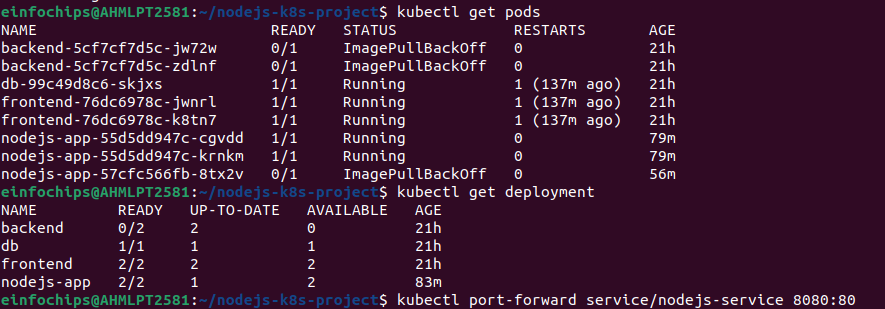 einfochips@AHMLPT2581:~/nodejs-k8s-project$ kubectl get pods
NAME                          READY   STATUS             RESTARTS       AGE
backend-5cf7cf7d5c-jw72w      0/1     ImagePullBackOff   0              21h
backend-5cf7cf7d5c-zdlnf      0/1     ImagePullBackOff   0              21h
db-99c49d8c6-skjxs            1/1     Running            1 (137m ago)   21h
frontend-76dc6978c-jwnrl      1/1     Running            1 (137m ago)   21h
frontend-76dc6978c-k8tn7      1/1     Running            1 (137m ago)   21h
nodejs-app-55d5dd947c-cgvdd   1/1     Running            0              79m
nodejs-app-55d5dd947c-krnkm   1/1     Running            0              79m
nodejs-app-57cfc566fb-8tx2v   0/1     ImagePullBackOff   0              56m
einfochips@AHMLPT2581:~/nodejs-k8s-project$ kubectl get deployment
NAME         READY   UP-TO-DATE   AVAILABLE   AGE
backend      0/2     2            0           21h
db           1/1     1            1           21h
frontend     2/2     2            2           21h
nodejs-app   2/2     1            2           83m
einfochips@AHMLPT2581:~/nodejs-k8s-project$ kubectl port-forward service/nodejs-service 8080:80